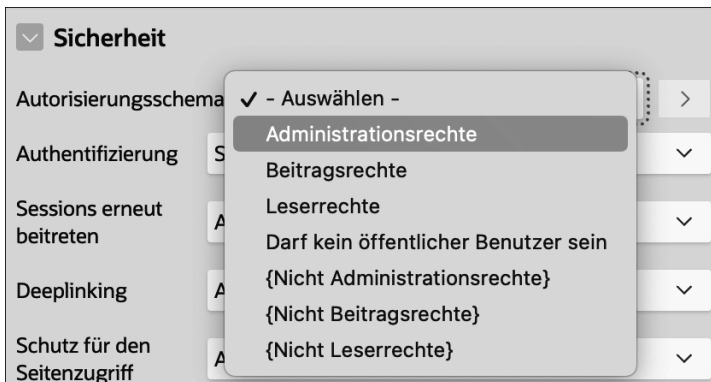 Sicherheit
Autorisierungsschema
✓ - Auswählen -
Administrationsrechte
Authentifizierung S
Beitragsrechte
Sessions erneut
beitreten A
Leserrechte
Darf kein öffentlicher Benutzer sein
Deeplinking A
{Nicht Administrationsrechte}
{Nicht Beitragsrechte}
Schutz für den
Seitenzugriff A
{Nicht Leserrechte}